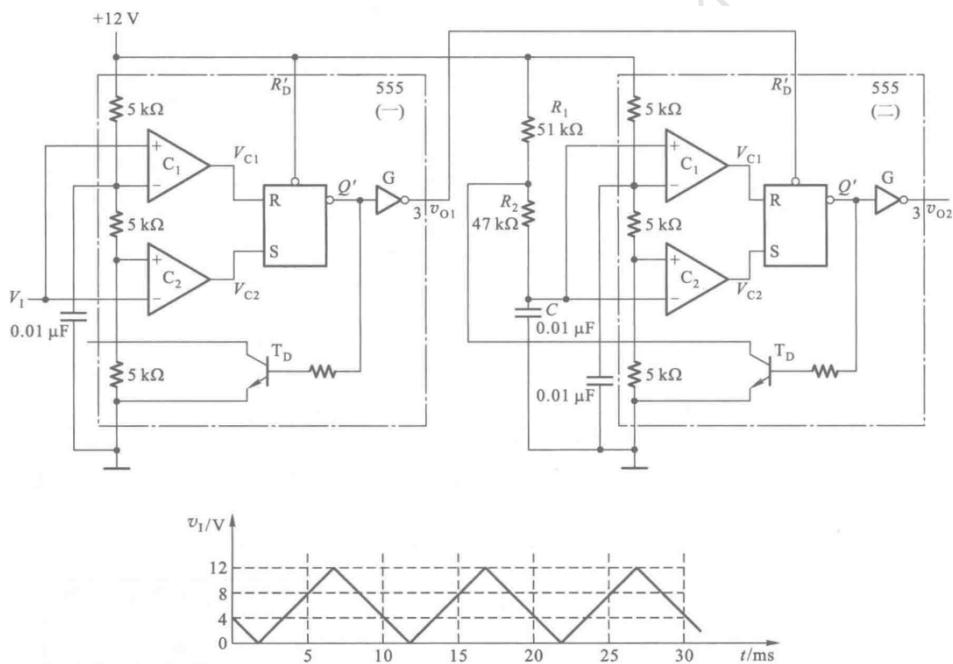 +12 V
R'D
555
(一)
5 kΩ
C1
+
−
VC1
R
Q'
G
3
vO1
5 kΩ
C2
+
−
VC2
S
VI
0.01 μF
TD
5 kΩ
R1
51 kΩ
R2
47 kΩ
C
0.01 μF
0.01 μF
R'D
555
(二)
5 kΩ
C1
+
−
VC1
R
Q'
G
3
vO2
5 kΩ
C2
+
−
VC2
S
TD
5 kΩ
vI/V
12
8
4
0
5
10
15
20
25
30
t/ms